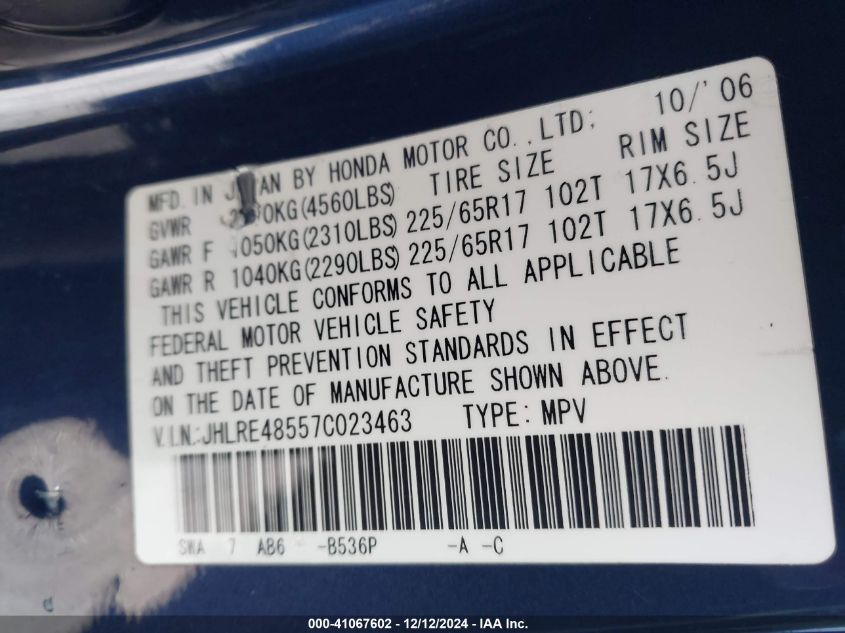 MFD. IN BY HONDA MOTOR CO., LTD; 10/'06
GVWR (4560LBS) TIRE SIZE RIM SIZE
GAWR F 1050KG(2310LBS) 225/65R17 102T 17X6.5J
GAWR R 1040KG(2290LBS) 225/65R17 102T 17X6.5J
THIS VEHICLE CONFORMS TO ALL APPLICABLE
FEDERAL MOTOR VEHICLE SAFETY
AND THEFT PREVENTION STANDARDS IN EFFECT
ON THE DATE OF MANUFACTURE SHOWN ABOVE.
V.I.N.:JHLRE48557C023463 TYPE: MPV
SWA 7 AB6 -B536P -A -C
000-41067602 - 12/12/2024 - IAA Inc.